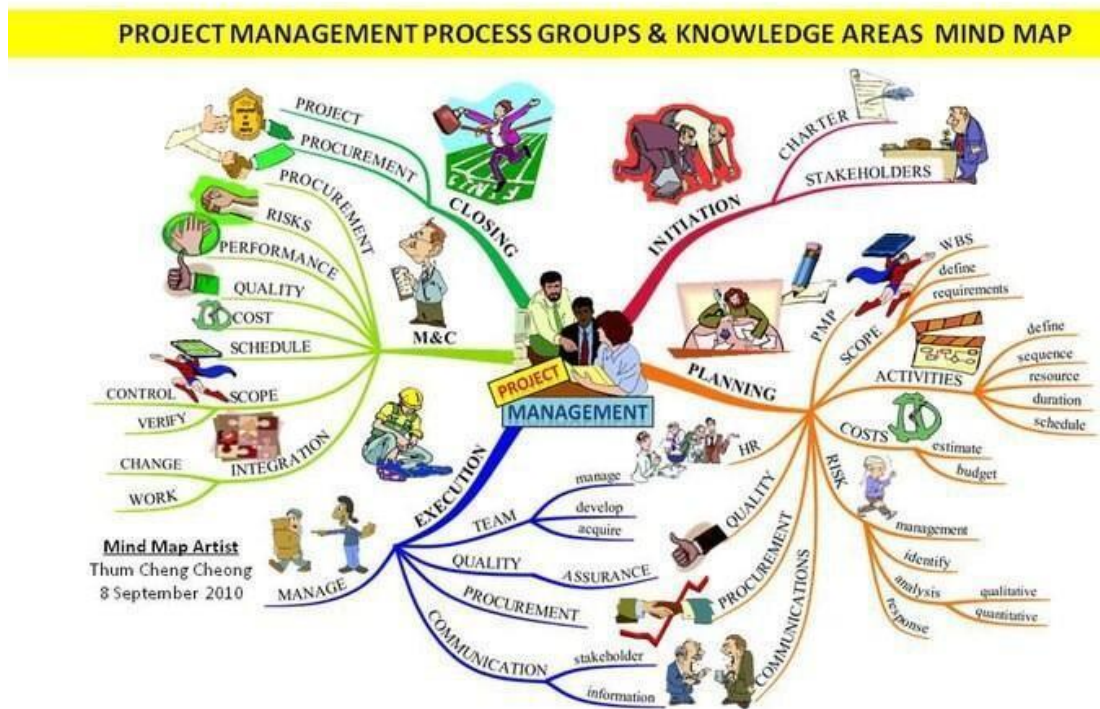 PROJECT MANAGEMENT PROCESS GROUPS & KNOWLEDGE AREAS MIND MAP
PROJECT
MANAGEMENT
INITIATION
CHARTER
STAKEHOLDERS
PLANNING
PMP
SCOPE
WBS
define
requirements
ACTIVITIES
define
sequence
resource
duration
schedule
COSTS
estimate
budget
RISK
management
identify
analysis
qualitative
quantitative
response
COMMUNICATIONS
PROCUREMENT
QUALITY
HR
EXECUTION
TEAM
manage
develop
acquire
QUALITY
ASSURANCE
PROCUREMENT
COMMUNICATION
stakeholder
information
MANAGE
M&C
PROCUREMENT
RISKS
PERFORMANCE
QUALITY
COST
SCHEDULE
SCOPE
CONTROL
VERIFY
INTEGRATION
CHANGE
WORK
CLOSING
PROJECT
PROCUREMENT
Mind Map Artist
Thum Cheng Cheong
8 September 2010